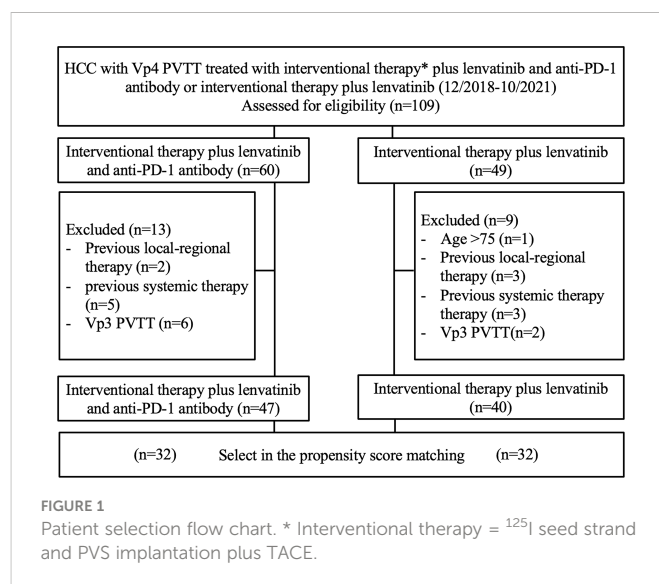 HCC with Vp4 PVTT treated with interventional therapy* plus lenvatinib and anti-PD-1
antibody or interventional therapy plus lenvatinib (12/2018-10/2021)
Assessed for eligibility (n=109)
Interventional therapy plus lenvatinib
and anti-PD-1 antibody (n=60)
Interventional therapy plus lenvatinib
(n=49)
Excluded (n=13)
- Previous local-regional
therapy (n=2)
- previous systemic therapy
(n=5)
- Vp3 PVTT (n=6)
Excluded (n=9)
- Age >75 (n=1)
- Previous local-regional
therapy (n=3)
- Previous systemic therapy
therapy (n=3)
- Vp3 PVTT(n=2)
Interventional therapy plus lenvatinib
and anti-PD-1 antibody (n=47)
Interventional therapy plus lenvatinib
(n=40)
(n=32) Select in the propensity score matching (n=32)
FIGURE 1
Patient selection flow chart. * Interventional therapy = ¹²⁵I seed strand
and PVS implantation plus TACE.